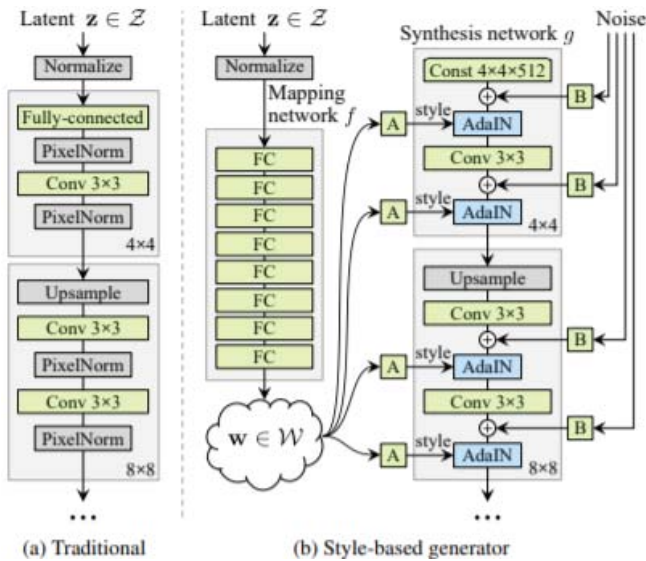 Latent z ∈ Z
Normalize
Fully-connected
PixelNorm
Conv 3×3
PixelNorm
4×4
Upsample
Conv 3×3
PixelNorm
Conv 3×3
PixelNorm
8×8
...
(a) Traditional
Latent z ∈ Z
Normalize
Mapping
network f
FC
FC
FC
FC
FC
FC
FC
FC
w ∈ W
Synthesis network g
Noise
Const 4×4×512
B
A
style
AdaIN
Conv 3×3
B
A
style
AdaIN
4×4
Upsample
Conv 3×3
B
A
style
AdaIN
Conv 3×3
B
A
style
AdaIN
8×8
...
(b) Style-based generator